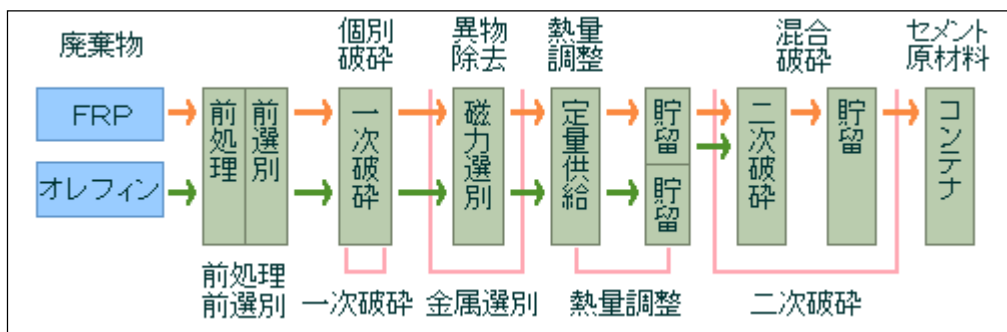 廃棄物
個別
破砕
異物
除去
熱量
調整
混合
破砕
セメント
原材料
FRP
オレフィン
前処理
前選別
一次破砕
磁力選別
定量供給
貯留
貯留
二次破砕
貯留
コンテナ
前処理
前選別
一次破砕
金属選別
熱量調整
二次破砕